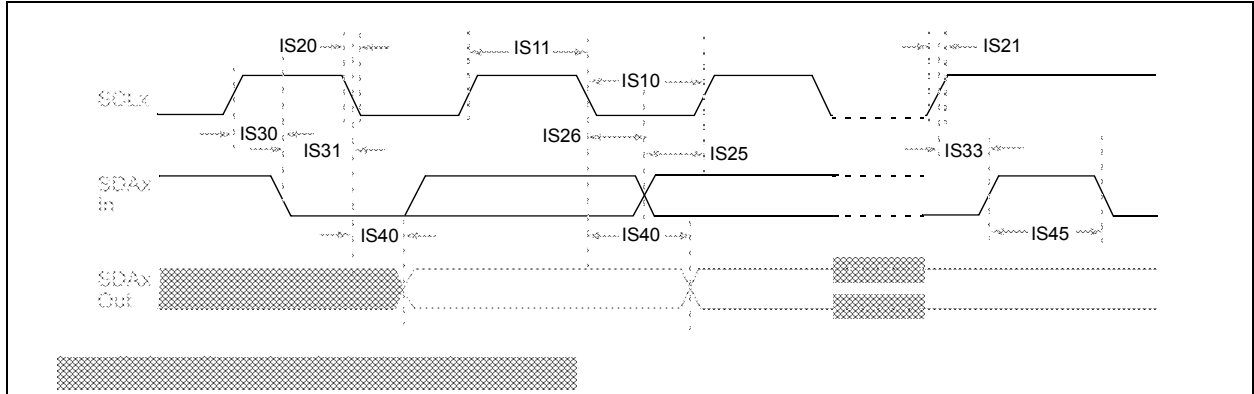 IS20
IS11
IS21
IS10
SCLx
IS30
IS31
IS26
IS25
IS33
SDAx
In
IS40
IS40
IS45
SDAx
Out